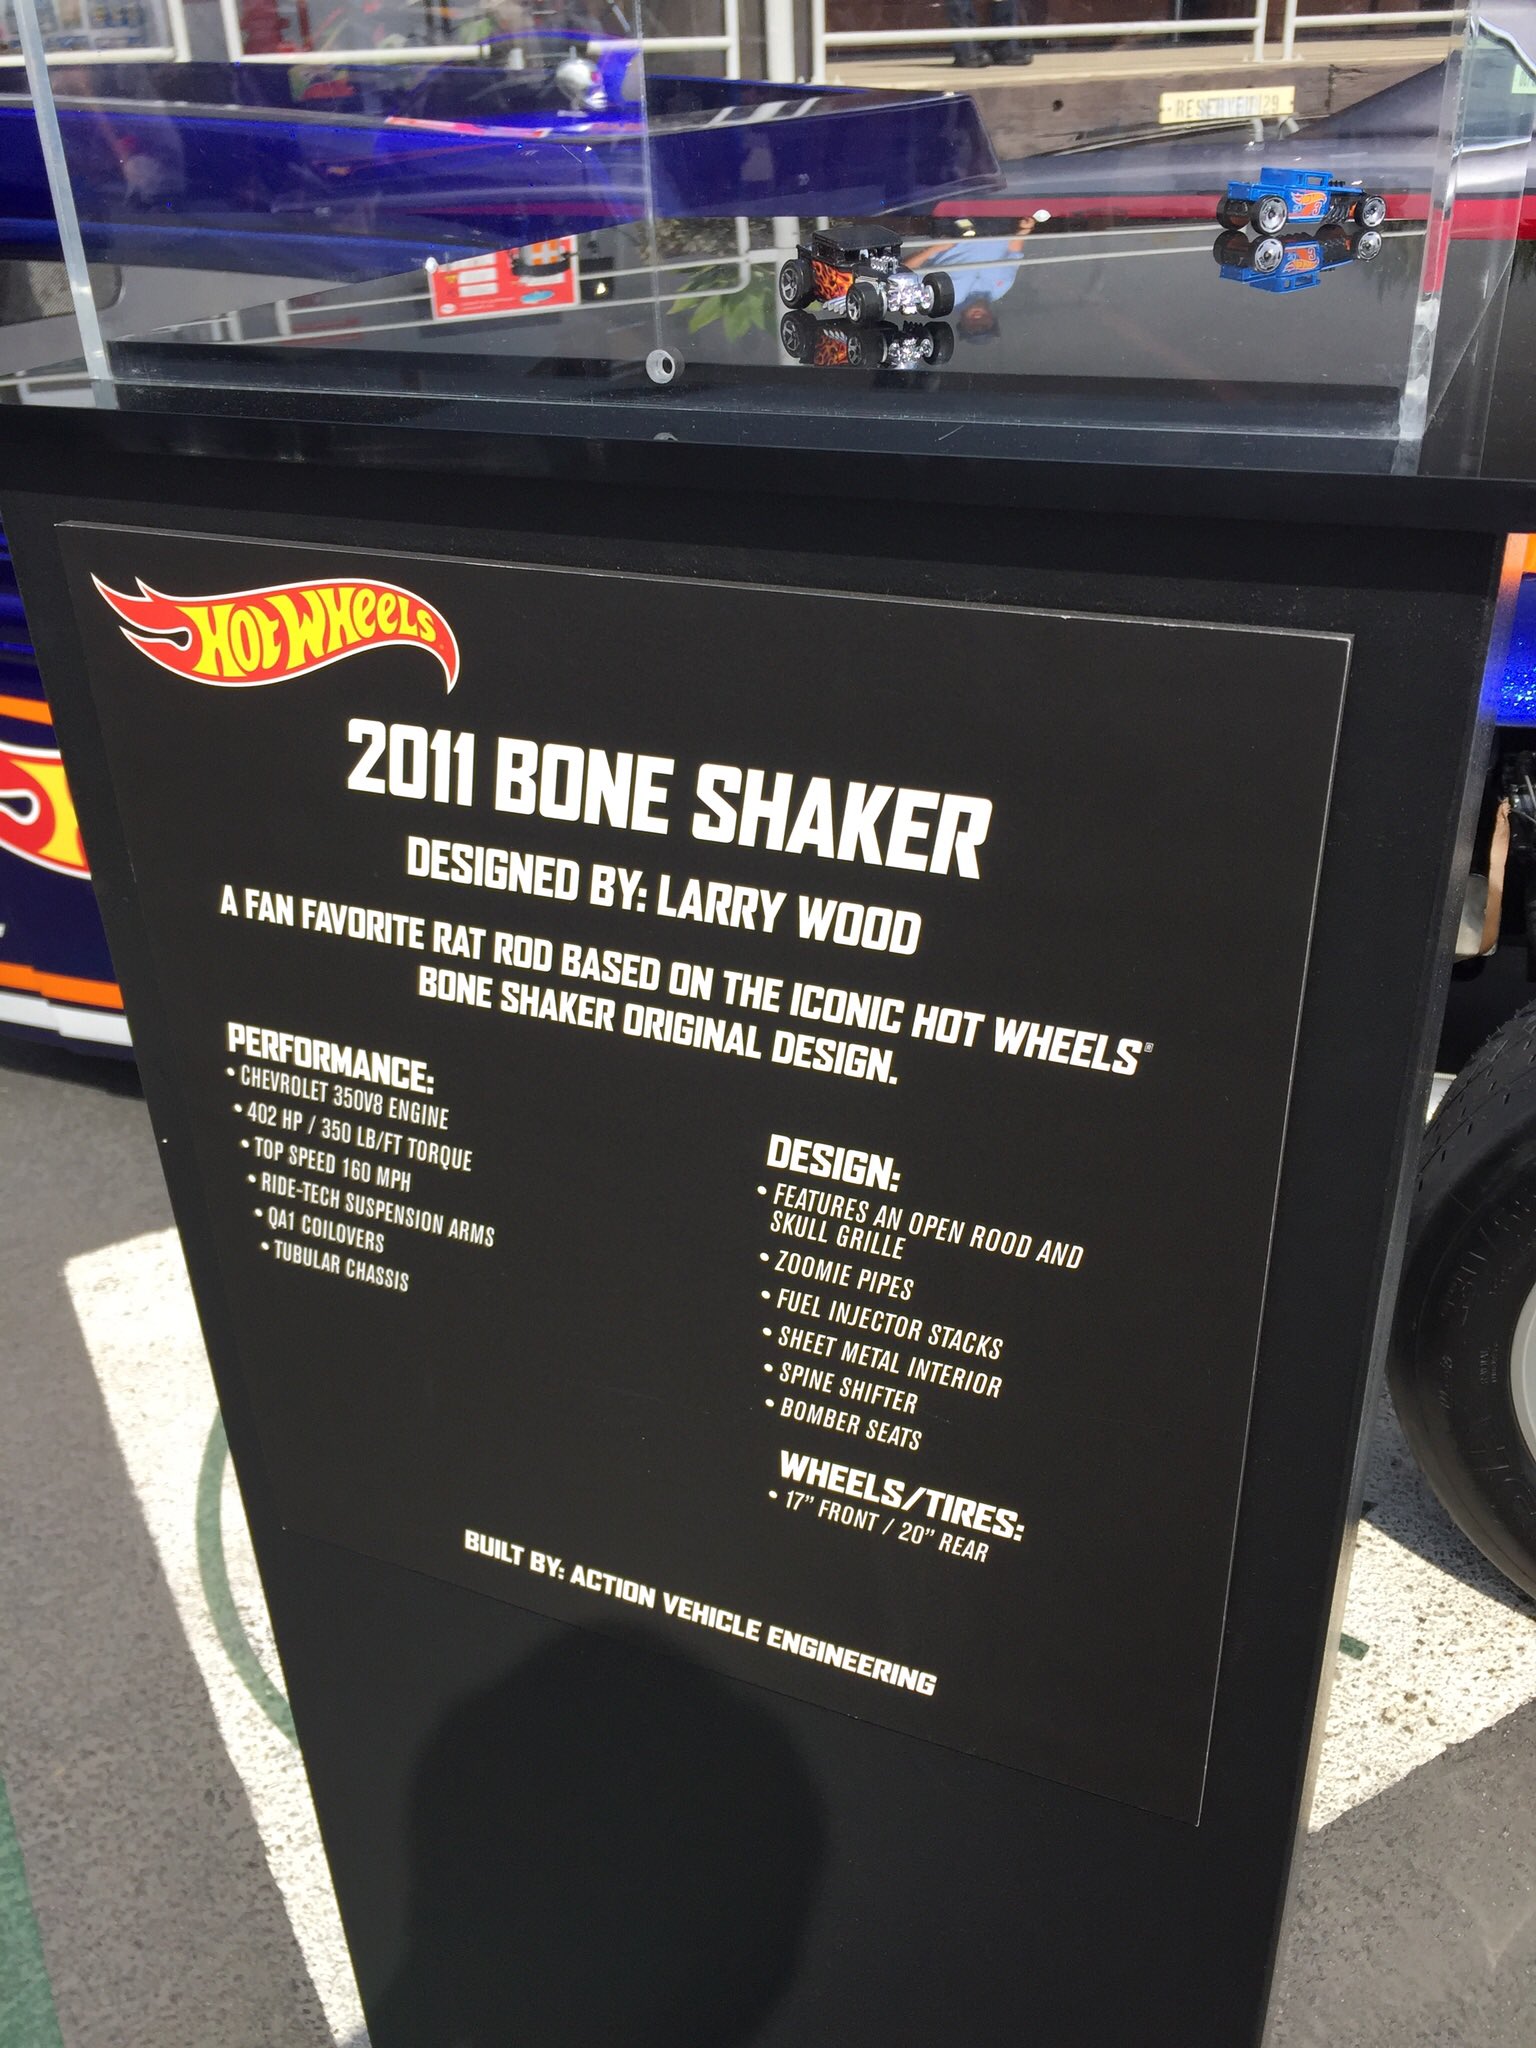 RESERVED 29
HOT WHEELS
2011 BONE SHAKER
DESIGNED BY: LARRY WOOD
A FAN FAVORITE RAT ROD BASED ON THE ICONIC HOT WHEELS®
BONE SHAKER ORIGINAL DESIGN.
PERFORMANCE:
• CHEVROLET 350V8 ENGINE
• 402 HP / 350 LB/FT TORQUE
• TOP SPEED 160 MPH
• RIDE-TECH SUSPENSION ARMS
• QA1 COILOVERS
• TUBULAR CHASSIS
DESIGN:
• FEATURES AN OPEN ROOD AND
SKULL GRILLE
• ZOOMIE PIPES
• FUEL INJECTOR STACKS
• SHEET METAL INTERIOR
• SPINE SHIFTER
• BOMBER SEATS
WHEELS/TIRES:
• 17” FRONT / 20” REAR
BUILT BY: ACTION VEHICLE ENGINEERING